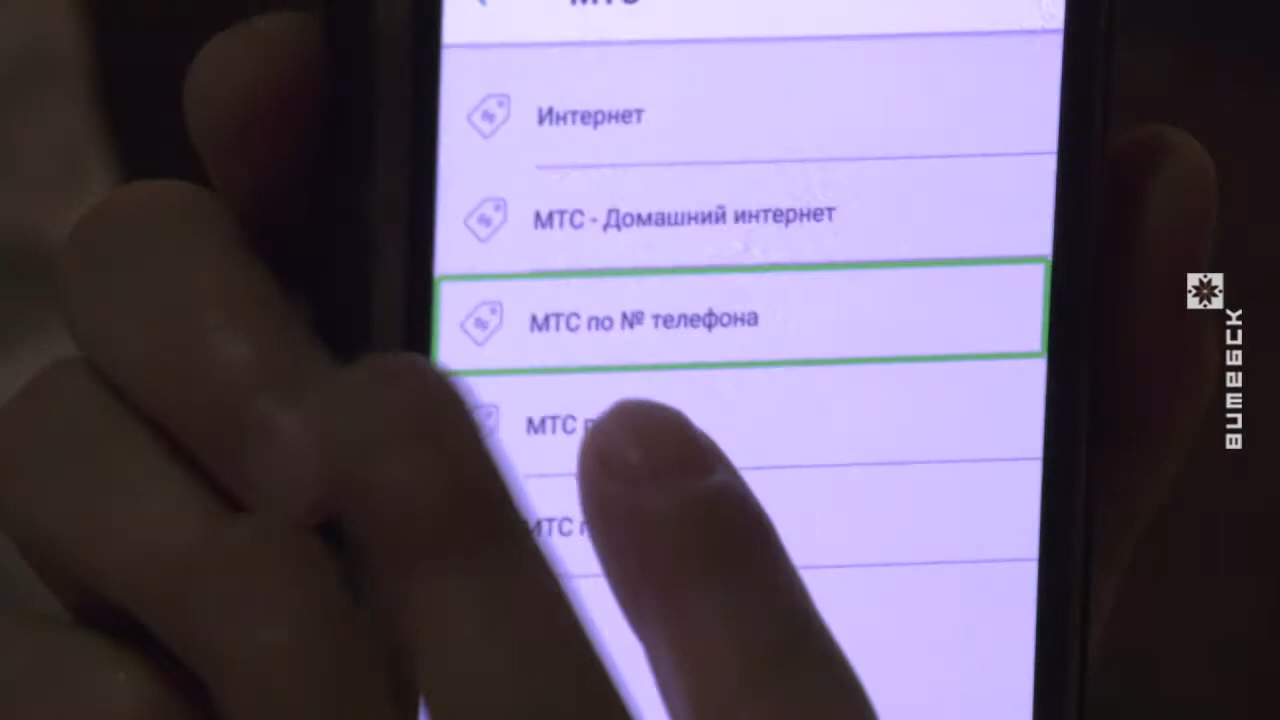 МТС
Интернет
МТС - Домашний интернет
МТС по № телефона
МТС
МТС
витебск